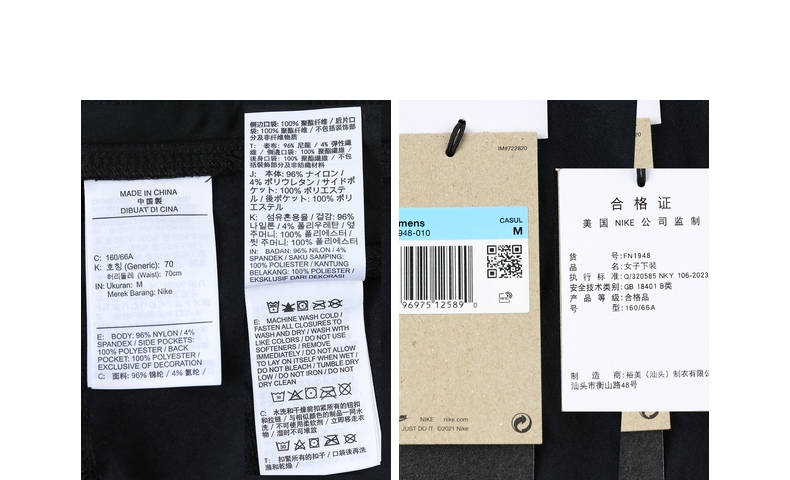 MADE IN CHINA
中国製
DIBUAT DI CINA
C: 160/66A
K: 호칭 (Generic): 70
허리둘레 (Waist): 70cm
IN: Ukuran: M
Merek Barang: Nike
E: BODY: 96% NYLON / 4%
SPANDEX / SIDE POCKETS:
100% POLYESTER / BACK
POCKET: 100% POLYESTER /
EXCLUSIVE OF DECORATION
C: 面料: 96% 锦纶 / 4% 氨纶 /
侧边口袋: 100% 聚酯纤维 / 后片口
袋: 100% 聚酯纤维 / 不包括装饰部
分及非纤维物质
T: 表布: 96% 尼龍 / 4% 彈性纖
維 / 側邊口袋: 100% 聚酯纖維 /
後身口袋: 100% 聚酯纖維 / 不包
括裝飾部分及非紡織材料
J: 本体: 96% ナイロン /
4% ポリウレタン / サイドポ
ケット: 100% ポリエステ
ル / 後ポケット: 100% ポリエ
ステル
K: 섬유혼용율 / 겉감: 96%
나일론 / 4% 폴리우레탄 / 옆
주머니: 100% 폴리에스터 /
뒷 주머니: 100% 폴리에스터
IN: BADAN: 96% NILON / 4%
SPANDEK / SAKU SAMPING:
100% POLIESTER / KANTUNG
BELAKANG: 100% POLIESTER /
EKSKLUSIF DARI DEKORASI
E: MACHINE WASH COLD /
FASTEN ALL CLOSURES TO
WASH AND DRY / WASH WITH
LIKE COLORS / DO NOT USE
SOFTENERS / REMOVE
IMMEDIATELY / DO NOT ALLOW
TO LAY ON ITSELF WHEN WET /
DO NOT BLEACH / TUMBLE DRY
LOW / DO NOT IRON / DO NOT
DRY CLEAN
C: 水洗和干燥前扣紧所有的钮扣
和拉链 / 与相似颜色的制品一同水
洗 / 不可使用柔软剂 / 立即移走衣
物 / 湿时不可堆放
T: 扣緊所有的扣子 / 口袋後再洗
滌和乾燥 /
IM#722820
mens
CASUL
948-010
M
96975 12589 0
NIKE nike.com
JUST DO IT. ©2021 Nike
20
合格证
美国 NIKE 公司监制
货 号:FN1948
品 名:女子下装
执行标准:Q/320585 NKY 106-2023
安全技术类别:GB 18401 B类
产品等级:合格品
号 型:160/66A
制造商:裕美（汕头）制衣有限公
汕头市衡山路48号